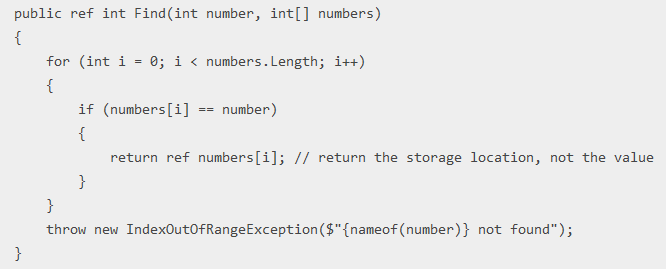 public ref int Find(int number, int[] numbers)
{
    for (int i = 0; i < numbers.Length; i++)
    {
        if (numbers[i] == number)
        {
            return ref numbers[i]; // return the storage location, not the value
        }
    }
    throw new IndexOutOfRangeException($"{nameof(number)} not found");
}